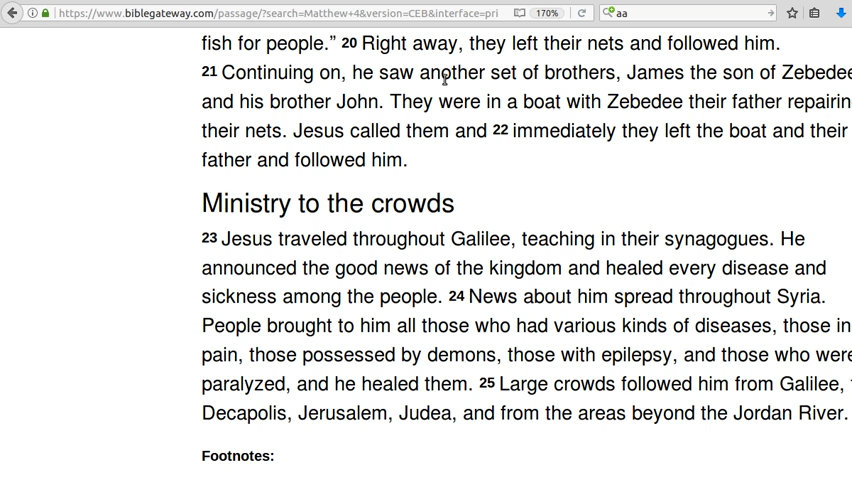 https://www.biblegateway.com/passage/?search=Matthew+4&version=CEB&interface=pri 170% aa
fish for people.” 20 Right away, they left their nets and followed him.
21 Continuing on, he saw another set of brothers, James the son of Zebedee
and his brother John. They were in a boat with Zebedee their father repairin
their nets. Jesus called them and 22 immediately they left the boat and their
father and followed him.
Ministry to the crowds
23 Jesus traveled throughout Galilee, teaching in their synagogues. He
announced the good news of the kingdom and healed every disease and
sickness among the people. 24 News about him spread throughout Syria.
People brought to him all those who had various kinds of diseases, those in
pain, those possessed by demons, those with epilepsy, and those who were
paralyzed, and he healed them. 25 Large crowds followed him from Galilee,
Decapolis, Jerusalem, Judea, and from the areas beyond the Jordan River.
Footnotes: